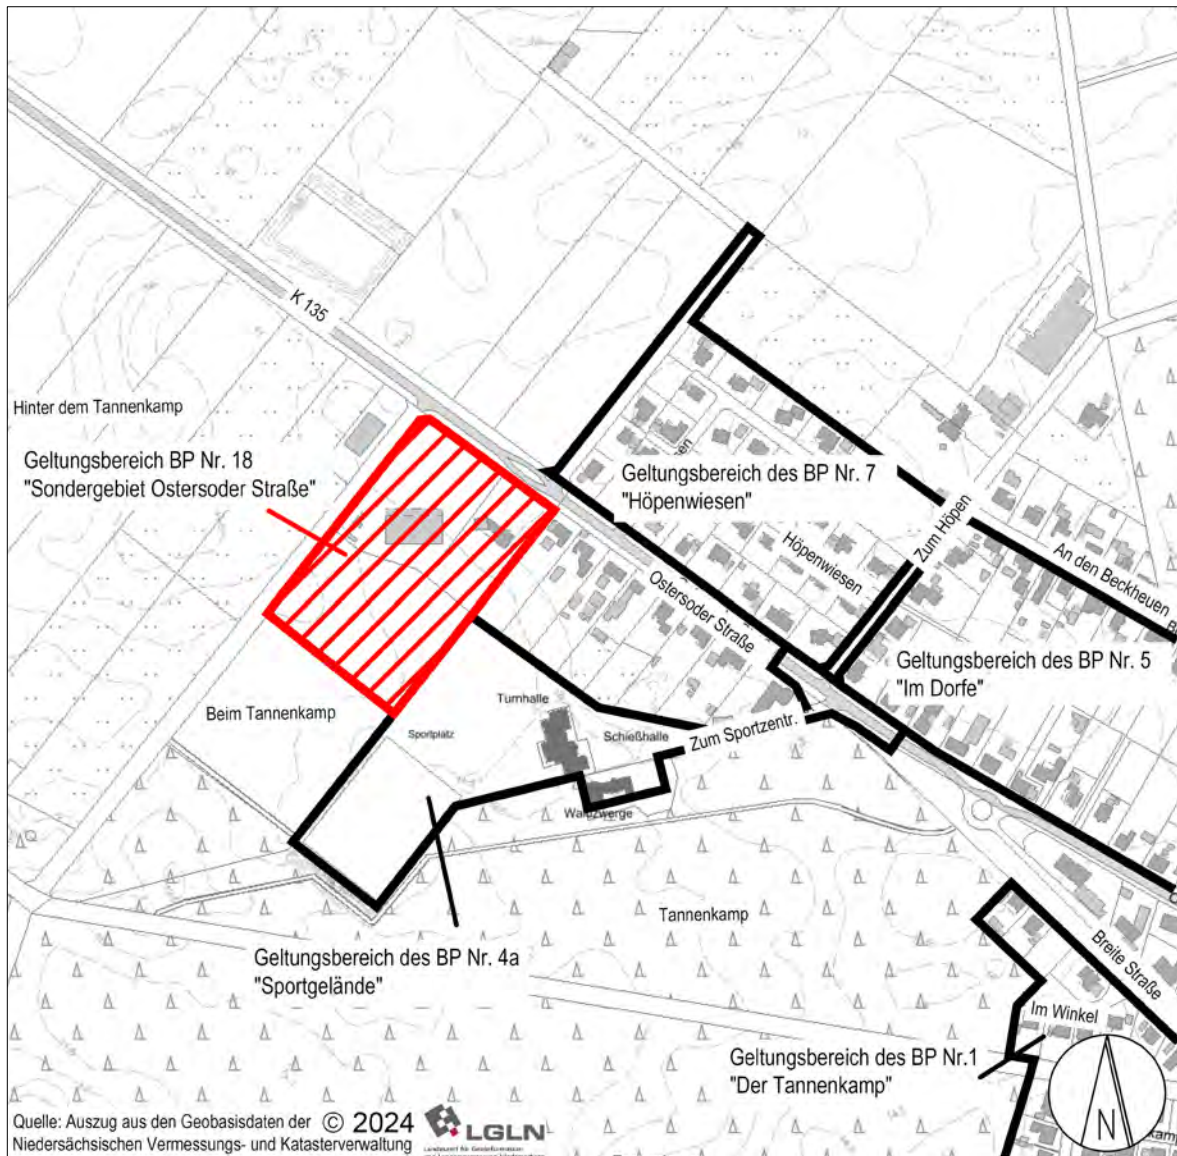 K 135
Hinter dem Tannenkamp
Geltungsbereich BP Nr. 18
"Sondergebiet Ostersoder Straße"
Geltungsbereich des BP Nr. 7
"Höpenwiesen"
Zum Höpen
Höpenwiesen
An den Beckheuen
Ostersoder Straße
Geltungsbereich des BP Nr. 5
"Im Dorfe"
Beim Tannenkamp
Turnhalle
Sportplatz
Schießhalle
Zum Sportzentr.
Waldzwerge
Tannenkamp
Geltungsbereich des BP Nr. 4a
"Sportgelände"
Breite Straße
Im Winkel
Geltungsbereich des BP Nr.1
"Der Tannenkamp"
N
Quelle: Auszug aus den Geobasisdaten der © 2024
Niedersächsischen Vermessungs- und Katasterverwaltung
LGLN